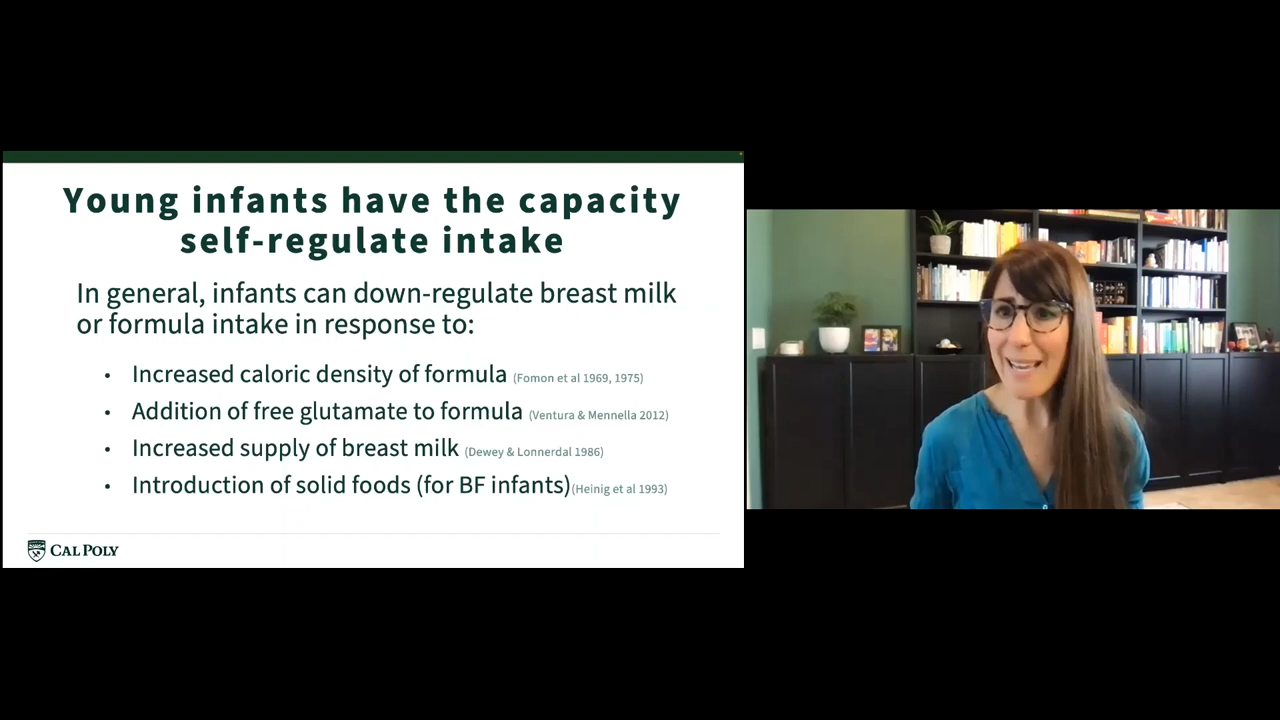 Young infants have the capacity
self-regulate intake
In general, infants can down-regulate breast milk
or formula intake in response to:
• Increased caloric density of formula (Fomon et al 1969, 1975)
• Addition of free glutamate to formula (Ventura & Mennella 2012)
• Increased supply of breast milk (Dewey & Lonnerdal 1986)
• Introduction of solid foods (for BF infants)(Heinig et al 1993)
CAL POLY